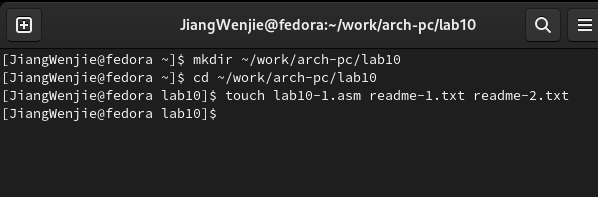 JiangWenjie@fedora:~/work/arch-pc/lab10
[JiangWenjie@fedora ~]$ mkdir ~/work/arch-pc/lab10
[JiangWenjie@fedora ~]$ cd ~/work/arch-pc/lab10
[JiangWenjie@fedora lab10]$ touch lab10-1.asm readme-1.txt readme-2.txt
[JiangWenjie@fedora lab10]$